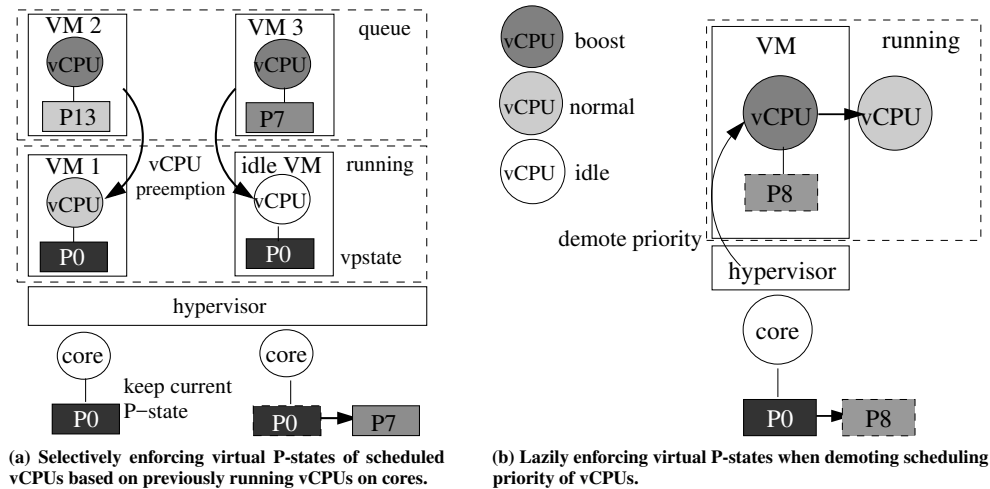 VM 2
VM 3
queue
vCPU
vCPU
P13
P7
VM 1
vCPU
preemption
idle VM
running
vCPU
vCPU
P0
P0
vpstate
hypervisor
core
core
keep current
P−state
P0
P0
P7
(a) Selectively enforcing virtual P-states of scheduled
vCPUs based on previously running vCPUs on cores.
vCPU
boost
vCPU
normal
vCPU
idle
VM
running
vCPU
vCPU
P8
demote priority
hypervisor
core
P0
P8
(b) Lazily enforcing virtual P-states when demoting scheduling
priority of vCPUs.